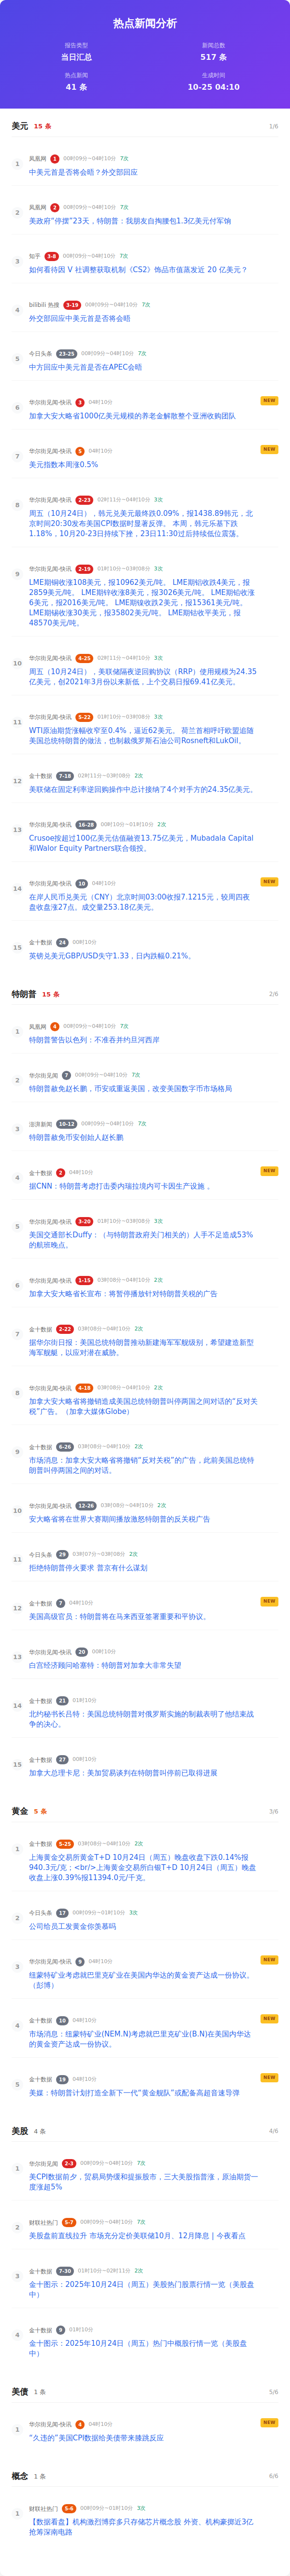 热点新闻分析
报告类型
当日汇总
新闻总数
517 条
热点新闻
41 条
生成时间
10-25 04:10
美元 15 条 1/6
1
凤凰网 1 00时09分~04时10分 7次
中美元首是否将会晤？外交部回应
2
凤凰网 2 00时09分~04时10分 7次
美政府“停摆”23天，特朗普：我朋友自掏腰包1.3亿美元付军饷
3
知乎 3-8 00时09分~04时10分 7次
如何看待因 V 社调整获取机制《CS2》饰品市值蒸发近 20 亿美元？
4
bilibili 热搜 3-19 00时09分~04时10分 7次
外交部回应中美元首是否将会晤
5
今日头条 23-25 00时09分~04时10分 7次
中方回应中美元首是否在APEC会晤
6
华尔街见闻-快讯 3 04时10分 NEW
加拿大安大略省1000亿美元规模的养老金解散整个亚洲收购团队
7
华尔街见闻-快讯 5 04时10分 NEW
美元指数本周涨0.5%
8
华尔街见闻-快讯 2-23 02时11分~04时10分 3次
周五（10月24日），韩元兑美元最终跌0.09%，报1438.89韩元，北
京时间20:30发布美国CPI数据时显著反弹。 本周，韩元乐基下跌
1.18%，10月20-23日持续下挫，23日11:30过后持续低位震荡。
9
华尔街见闻-快讯 2-19 01时10分~03时08分 3次
LME期铜收涨108美元，报10962美元/吨。 LME期铝收跌4美元，报
2859美元/吨。 LME期锌收涨8美元，报3026美元/吨。 LME期铅收涨
6美元，报2016美元/吨。 LME期镍收跌2美元，报15361美元/吨。
LME期锡收涨30美元，报35802美元/吨。 LME期钴收平美元，报
48570美元/吨。
10
华尔街见闻-快讯 4-25 02时11分~04时10分 3次
周五（10月24日），美联储隔夜逆回购协议（RRP）使用规模为24.35
亿美元，创2021年3月份以来新低，上个交易日报69.41亿美元。
11
华尔街见闻-快讯 5-22 01时10分~03时08分 3次
WTI原油期货涨幅收窄至0.4%，逼近62美元。 荷兰首相呼吁欧盟追随
美国总统特朗普的做法，也制裁俄罗斯石油公司Rosneft和LukOil。
12
金十数据 7-18 02时11分~03时08分 2次
美联储在固定利率逆回购操作中总计接纳了4个对手方的24.35亿美元。
13
华尔街见闻-快讯 16-28 00时10分~01时10分 2次
Crusoe按超过100亿美元估值融资13.75亿美元，Mubadala Capital
和Walor Equity Partners联合领投。
14
华尔街见闻-快讯 10 04时10分 NEW
在岸人民币兑美元（CNY）北京时间03:00收报7.1215元，较周四夜
盘收盘涨27点。成交量253.18亿美元。
15
金十数据 24 00时10分
英镑兑美元GBP/USD失守1.33，日内跌幅0.21%。
特朗普 15 条 2/6
1
凤凰网 4 00时09分~04时10分 7次
特朗普警告以色列：不准吞并约旦河西岸
2
华尔街见闻 7 00时09分~04时10分 7次
特朗普赦免赵长鹏，币安或重返美国，改变美国数字币市场格局
3
澎湃新闻 10-12 00时09分~04时10分 7次
特朗普赦免币安创始人赵长鹏
4
金十数据 2 04时10分 NEW
据CNN：特朗普考虑打击委内瑞拉境内可卡因生产设施 。
5
华尔街见闻-快讯 3-20 01时10分~03时08分 3次
美国交通部长Duffy：（与特朗普政府关门相关的）人手不足造成53%
的航班晚点。
6
华尔街见闻-快讯 1-15 03时08分~04时10分 2次
加拿大安大略省长宣布：将暂停播放针对特朗普关税的广告
7
金十数据 2-22 03时08分~04时10分 2次
据华尔街日报：美国总统特朗普推动新建海军军舰级别，希望建造新型
海军舰艇，以应对潜在威胁。
8
华尔街见闻-快讯 4-18 03时08分~04时10分 2次
加拿大安大略省将撤销造成美国总统特朗普叫停两国之间对话的“反对关
税”广告。（加拿大媒体Globe）
9
金十数据 6-26 03时08分~04时10分 2次
市场消息：加拿大安大略省将撤销“反对关税”的广告，此前美国总统特
朗普叫停两国之间的对话。
10
华尔街见闻-快讯 12-26 03时08分~04时10分 2次
安大略省将在世界大赛期间播放激怒特朗普的反关税广告
11
今日头条 29 03时07分~03时08分 2次
拒绝特朗普停火要求 普京有什么谋划
12
金十数据 7 04时10分 NEW
美国高级官员：特朗普将在马来西亚签署重要和平协议。
13
华尔街见闻-快讯 20 00时10分
白宫经济顾问哈塞特：特朗普对加拿大非常失望
14
金十数据 21 01时10分
北约秘书长吕特：美国总统特朗普对俄罗斯实施的制裁表明了他结束战
争的决心。
15
金十数据 27 00时10分
加拿大总理卡尼：美加贸易谈判在特朗普叫停前已取得进展
黄金 5 条 3/6
1
金十数据 5-25 03时08分~04时10分 2次
上海黄金交易所黄金T+D 10月24日（周五）晚盘收盘下跌0.14%报
940.3元/克；<br/>上海黄金交易所白银T+D 10月24日（周五）晚盘
收盘上涨0.39%报11394.0元/千克。
2
今日头条 17 00时09分~01时10分 3次
公司给员工发黄金你羡慕吗
3
华尔街见闻-快讯 9 04时10分 NEW
纽蒙特矿业考虑就巴里克矿业在美国内华达的黄金资产达成一份协议。
（彭博）
4
金十数据 10 04时10分 NEW
市场消息：纽蒙特矿业(NEM.N)考虑就巴里克矿业(B.N)在美国内华达
的黄金资产达成一份协议。
5
金十数据 19 04时10分 NEW
美媒：特朗普计划打造全新下一代“黄金舰队”或配备高超音速导弹
美股 4 条 4/6
1
华尔街见闻 2-3 00时09分~04时10分 7次
美CPI数据前夕，贸易局势缓和提振股市，三大美股指普涨，原油期货一
度涨超5%
2
财联社热门 5-7 00时09分~04时10分 7次
美股盘前直线拉升 市场充分定价美联储10月、12月降息 | 今夜看点
3
金十数据 7-30 01时10分~02时11分 2次
金十图示：2025年10月24日（周五）美股热门股票行情一览（美股盘
中）
4
金十数据 9 01时10分
金十图示：2025年10月24日（周五）热门中概股行情一览（美股盘
中）
美债 1 条 5/6
1
华尔街见闻-快讯 4 04时10分 NEW
“久违的”美国CPI数据给美债带来膝跳反应
概念 1 条 6/6
1
财联社热门 5-6 00时09分~01时10分 3次
【数据看盘】机构激烈博弈多只存储芯片概念股 外资、机构豪掷近3亿
抢筹深南电路